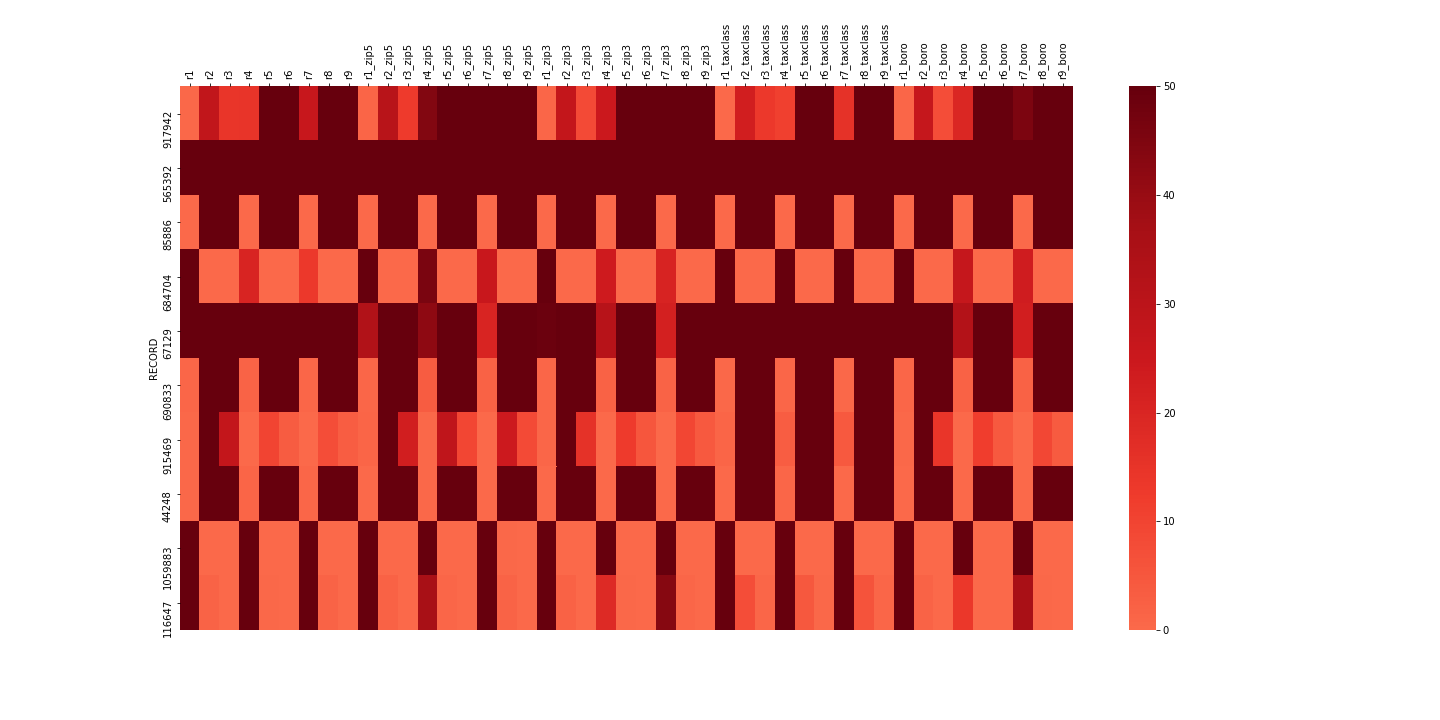 r1
r2
r3
r4
r5
r6
r7
r8
r9
r1_zip5
r2_zip5
r3_zip5
r4_zip5
r5_zip5
r6_zip5
r7_zip5
r8_zip5
r9_zip5
r1_zip3
r2_zip3
r3_zip3
r4_zip3
r5_zip3
r6_zip3
r7_zip3
r8_zip3
r9_zip3
r1_taxclass
r2_taxclass
r3_taxclass
r4_taxclass
r5_taxclass
r6_taxclass
r7_taxclass
r8_taxclass
r9_taxclass
r1_boro
r2_boro
r3_boro
r4_boro
r5_boro
r6_boro
r7_boro
r8_boro
r9_boro
RECORD
917942
565392
85886
684704
67129
690833
915469
44248
1059883
116647
50
40
30
20
10
0